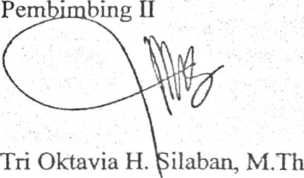 Pembimbing II
Tri Oktavia H. Silaban, M.Th